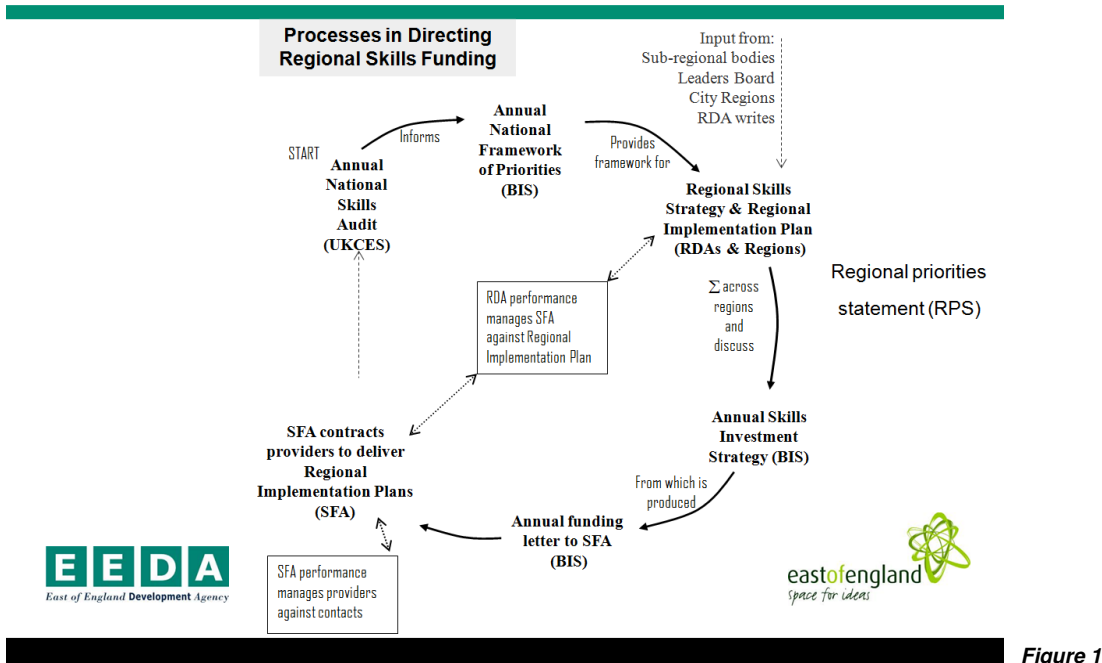 Processes in Directing
Regional Skills Funding
Input from:
Sub-regional bodies
Leaders Board
City Regions
RDA writes
START
Informs
Annual
National
Framework
of Priorities
(BIS)
Provides
framework for
Annual
National
Skills
Audit
(UKCES)
Regional Skills
Strategy & Regional
Implementation Plan
(RDAs & Regions)
Regional priorities
statement (RPS)
∑ across
regions
and
discuss
RDA performance
manages SFA
against Regional
Implementation Plan
Annual Skills
Investment
Strategy (BIS)
From which is
produced
Annual funding
letter to SFA
(BIS)
SFA contracts
providers to deliver
Regional
Implementation Plans
(SFA)
SFA performance
manages providers
against contacts
EEDA
East of England Development Agency
eastofengland
space for ideas
Figure 1